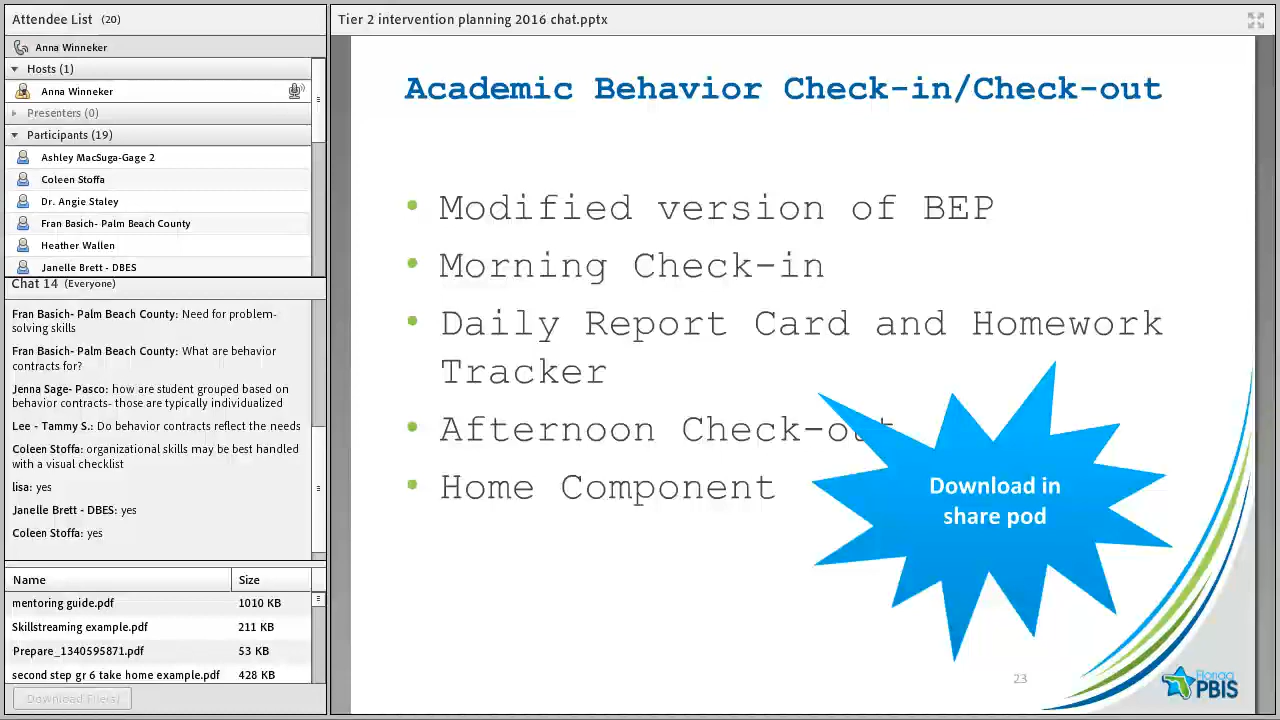 Attendee List (20)
Anna Winneker
Hosts (1)
Anna Winneker
Presenters (0)
Participants (19)
Ashley MacSuga-Gage 2
Coleen Stoffa
Dr. Angie Staley
Fran Basich- Palm Beach County
Heather Wallen
Janelle Brett - DBES
Chat 14 (Everyone)
Fran Basich- Palm Beach County: Need for problem-
solving skills
Fran Basich- Palm Beach County: What are behavior
contracts for?
Jenna Sage- Pasco: how are student grouped based on
behavior contracts- those are typically individualized
Lee - Tammy S.: Do behavior contracts reflect the needs
Coleen Stoffa: organizational skills may be best handled
with a visual checklist
lisa: yes
Janelle Brett - DBES: yes
Coleen Stoffa: yes
Name Size
mentoring guide.pdf 1010 KB
Skillstreaming example.pdf 211 KB
Prepare_1340595871.pdf 53 KB
second step gr 6 take home example.pdf 428 KB
Download File(s)
Tier 2 intervention planning 2016 chat.pptx
Academic Behavior Check-in/Check-out
• Modified version of BEP
• Morning Check-in
• Daily Report Card and Homework
Tracker
• Afternoon Check-out
• Home Component
Download in
share pod
23
Florida
PBIS